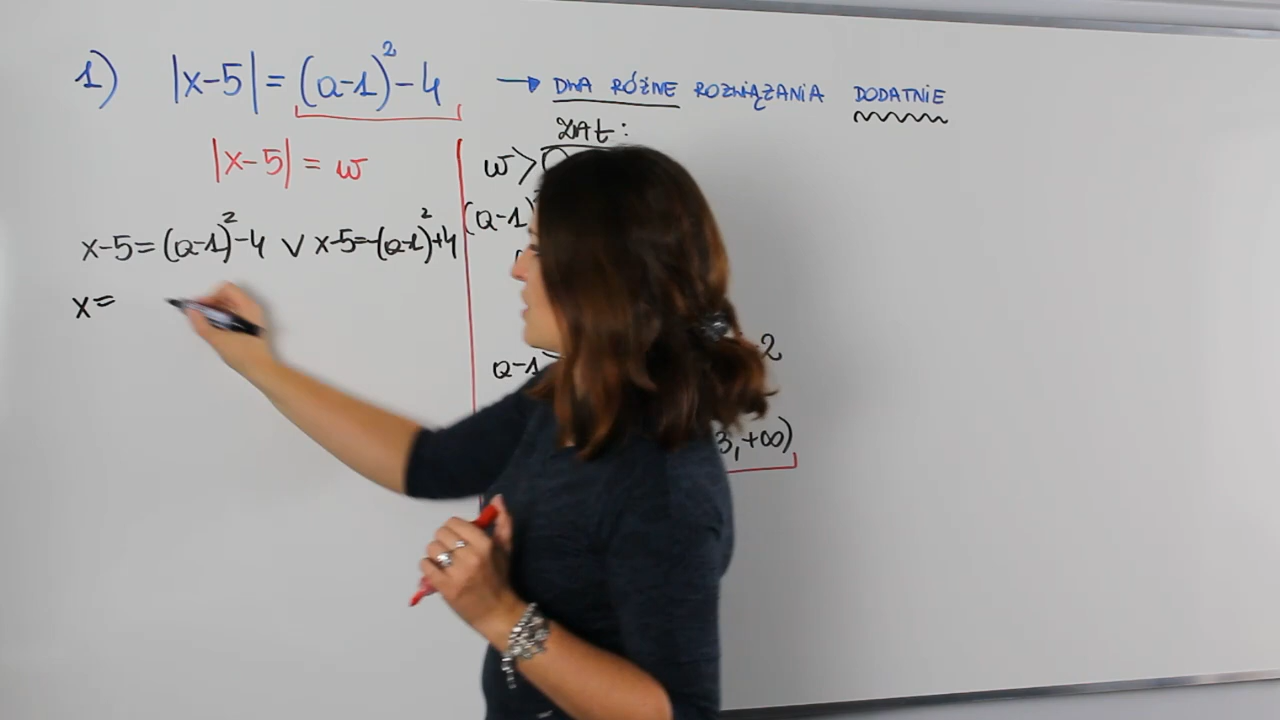 1) |x-5| = (a-1)² - 4 → DWA RÓŻNE ROZWIĄZANIA DODATNIE
ZAŁ:
|x-5| = w
w >
(a-1)
x-5=(a-1)²-4 ∨ x-5=-(a-1)²+4
x=
a-1
2
3,+∞)